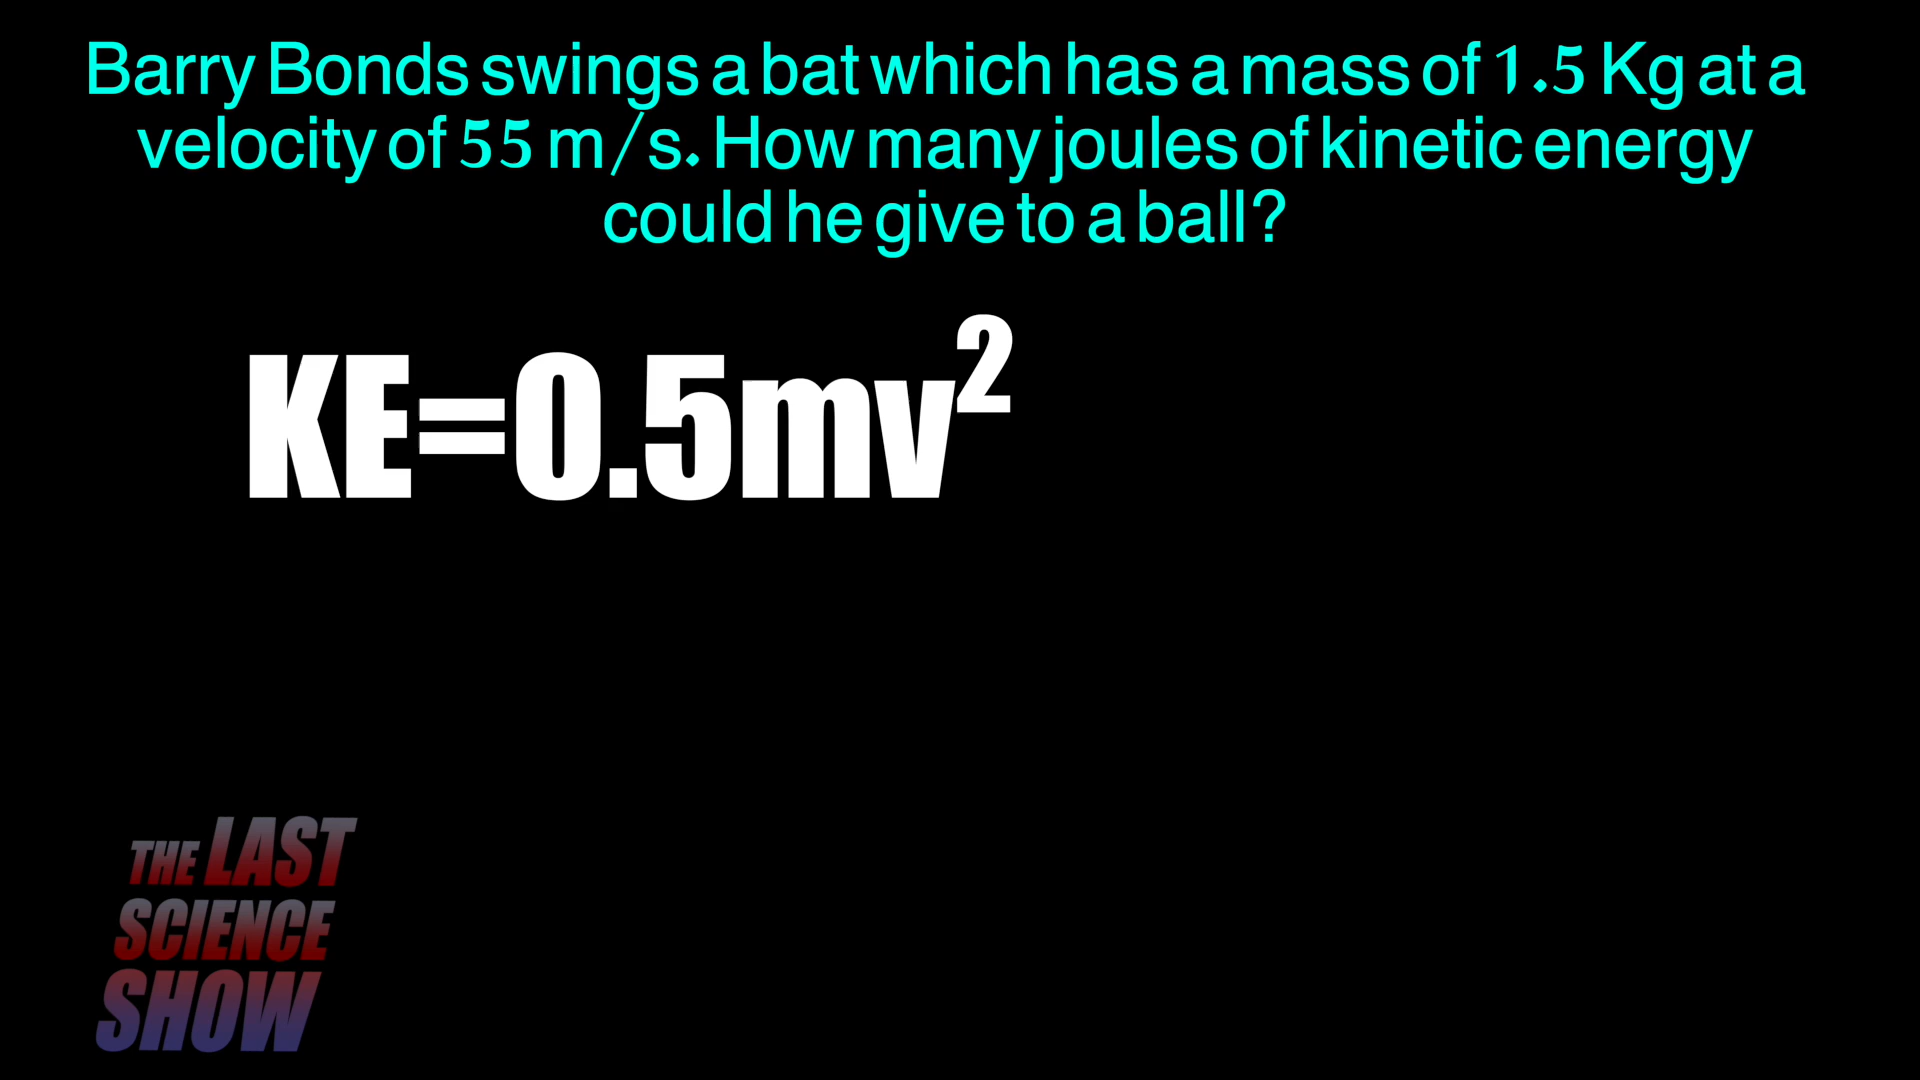 Barry Bonds swings a bat which has a mass of 1.5 Kg at a
velocity of 55 m/s. How many joules of kinetic energy
could he give to a ball?
KE=0.5mv²
THE LAST
SCIENCE
SHOW